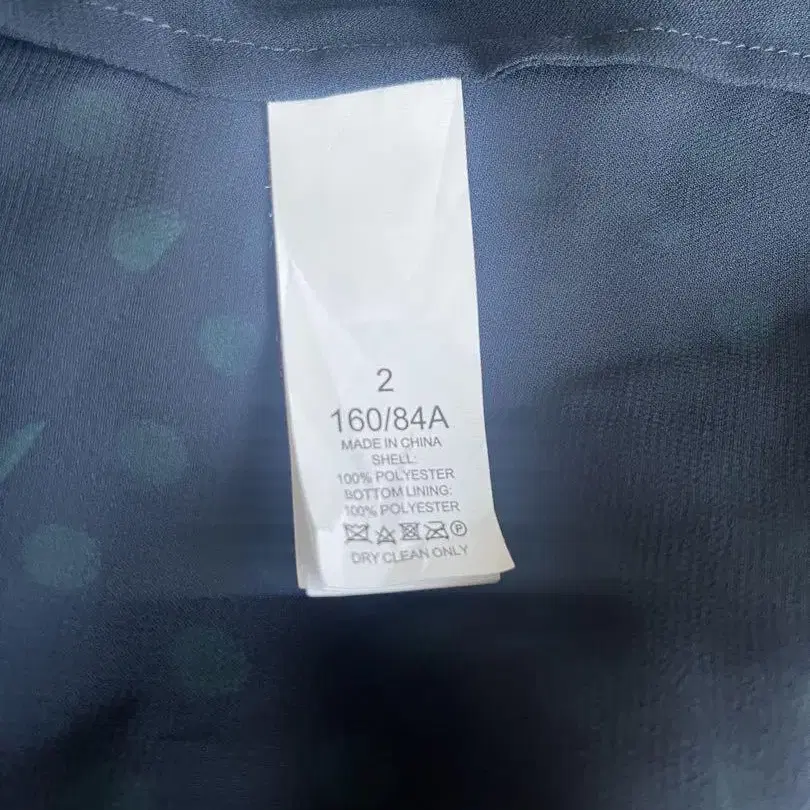 2
160/84A
MADE IN CHINA
SHELL:
100% POLYESTER
BOTTOM LINING:
100% POLYESTER
P
DRY CLEAN ONLY